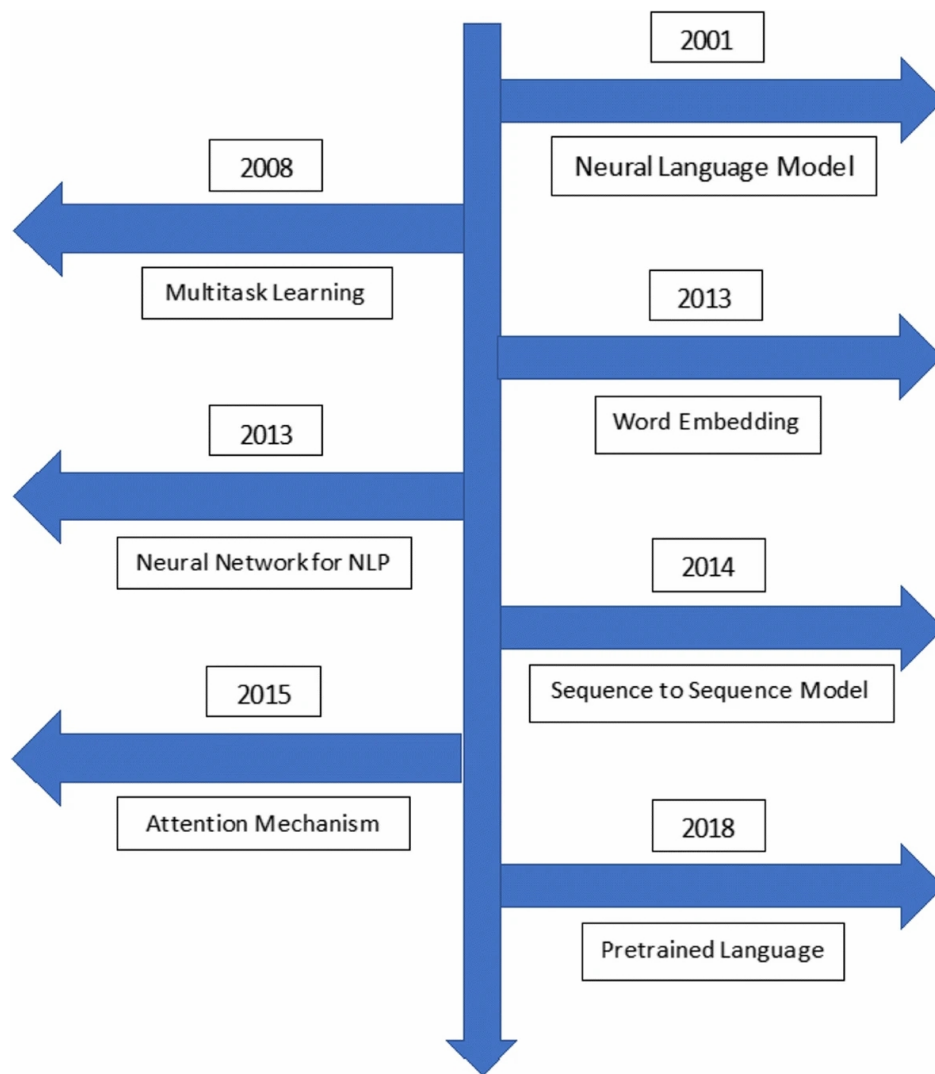 2001
Neural Language Model
2008
Multitask Learning
2013
Word Embedding
2013
Neural Network for NLP
2014
Sequence to Sequence Model
2015
Attention Mechanism
2018
Pretrained Language